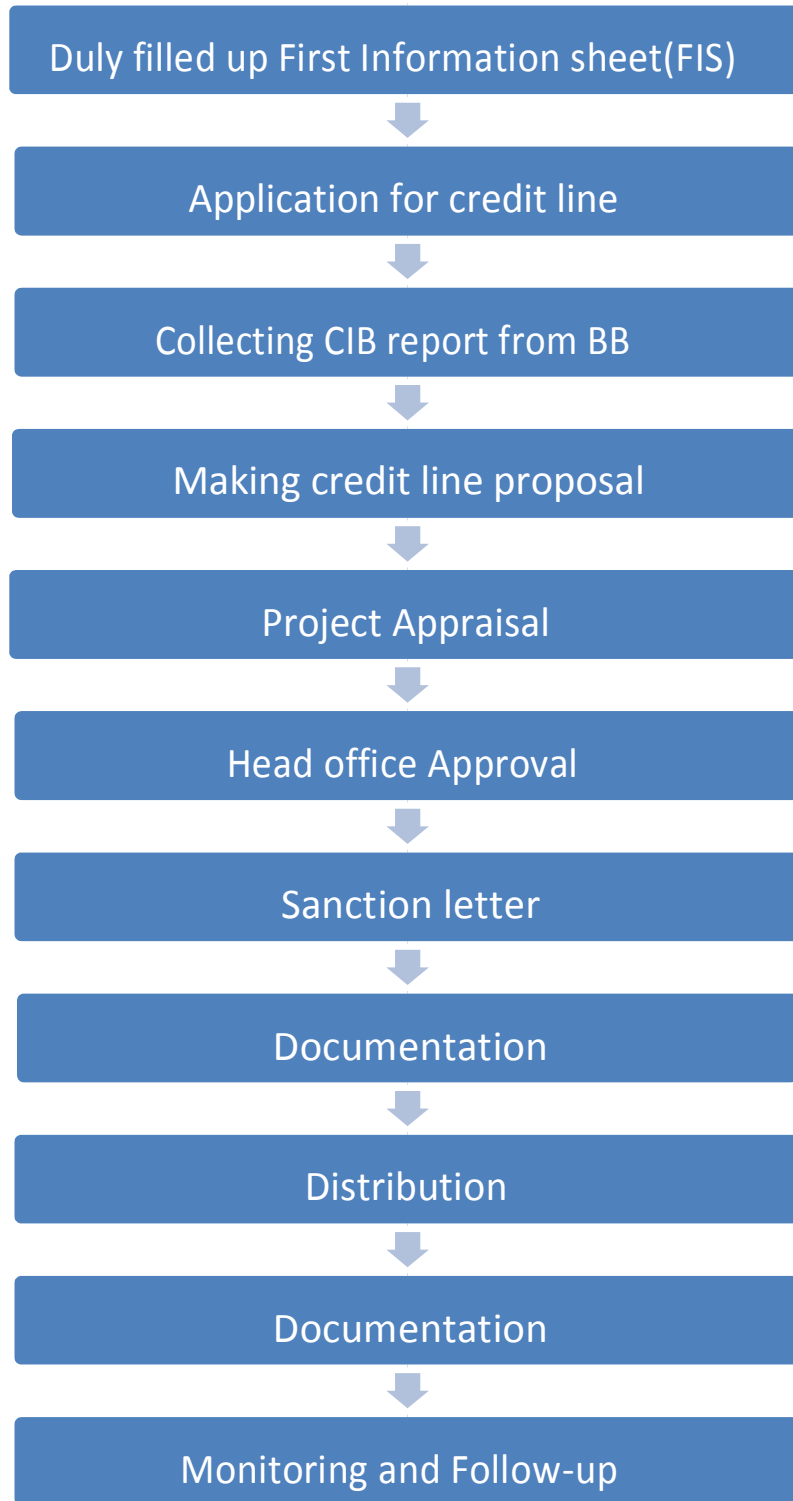 Duly filled up First Information sheet(FIS)
Application for credit line
Collecting CIB report from BB
Making credit line proposal
Project Appraisal
Head office Approval
Sanction letter
Documentation
Distribution
Documentation
Monitoring and Follow-up